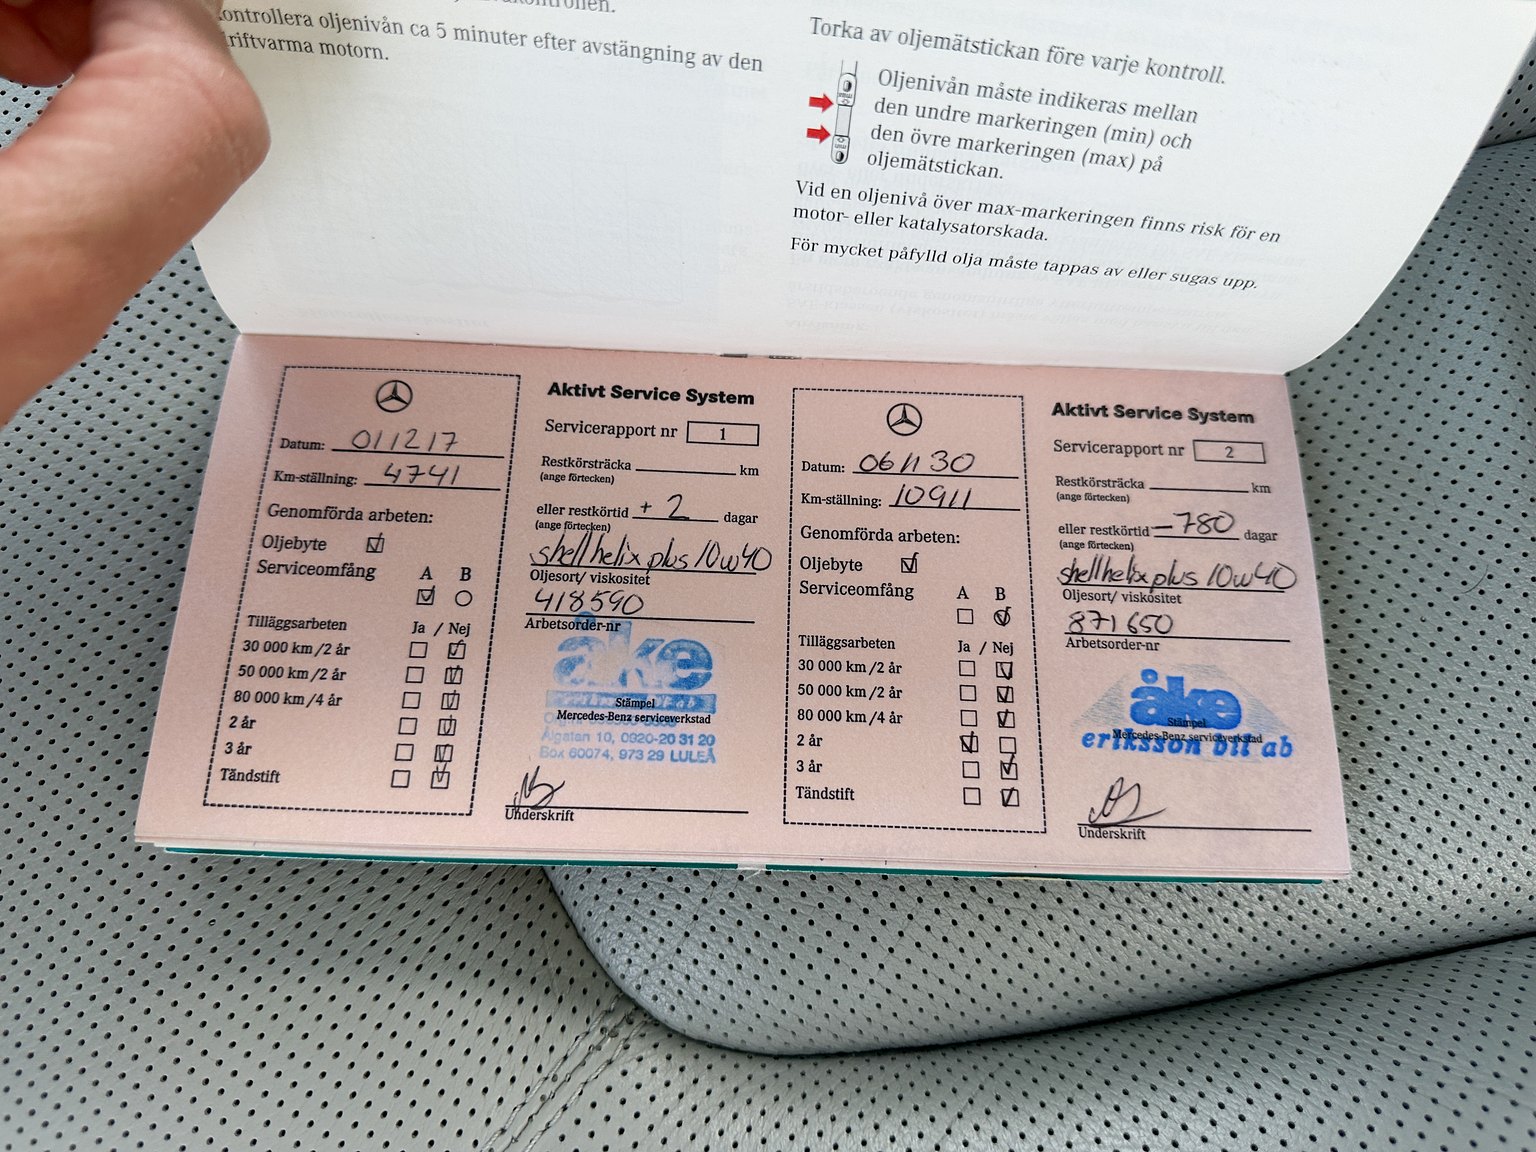 kontrollen.
Kontrollera oljenivån ca 5 minuter efter avstängning av den
driftvarma motorn.
Torka av oljemätstickan före varje kontroll.
Oljenivån måste indikeras mellan
den undre markeringen (min) och
den övre markeringen (max) på
oljemätstickan.
Vid en oljenivå över max-markeringen finns risk för en
motor- eller katalysatorskada.
För mycket påfylld olja måste tappas av eller sugas upp.
Datum: 011217
Km-ställning: 4741
Genomförda arbeten:
Oljebyte
Serviceomfång A B
Tilläggsarbeten Ja / Nej
30 000 km/2 år
50 000 km/2 år
80 000 km/4 år
2 år
3 år
Tändstift
Aktivt Service System
Servicerapport nr 1
Restkörsträcka km
(ange förtecken)
eller restkörtid + 2 dagar
(ange förtecken)
shell helix plus 10w40
Oljesort/ viskositet
418590
Arbetsorder-nr
åke
Stämpel
Mercedes-Benz serviceverkstad
Älgatan 10, 0920-20 31 20
Box 60074, 973 29 LULEÅ
Underskrift
Datum: 061130
Km-ställning: 10911
Genomförda arbeten:
Oljebyte
Serviceomfång A B
Tilläggsarbeten Ja / Nej
30 000 km/2 år
50 000 km/2 år
80 000 km/4 år
2 år
3 år
Tändstift
Aktivt Service System
Servicerapport nr 2
Restkörsträcka km
(ange förtecken)
eller restkörtid -780 dagar
(ange förtecken)
shell helix plus 10w40
Oljesort/ viskositet
871650
Arbetsorder-nr
åke
Stämpel
Mercedes-Benz serviceverkstad
eriksson bil ab
Underskrift